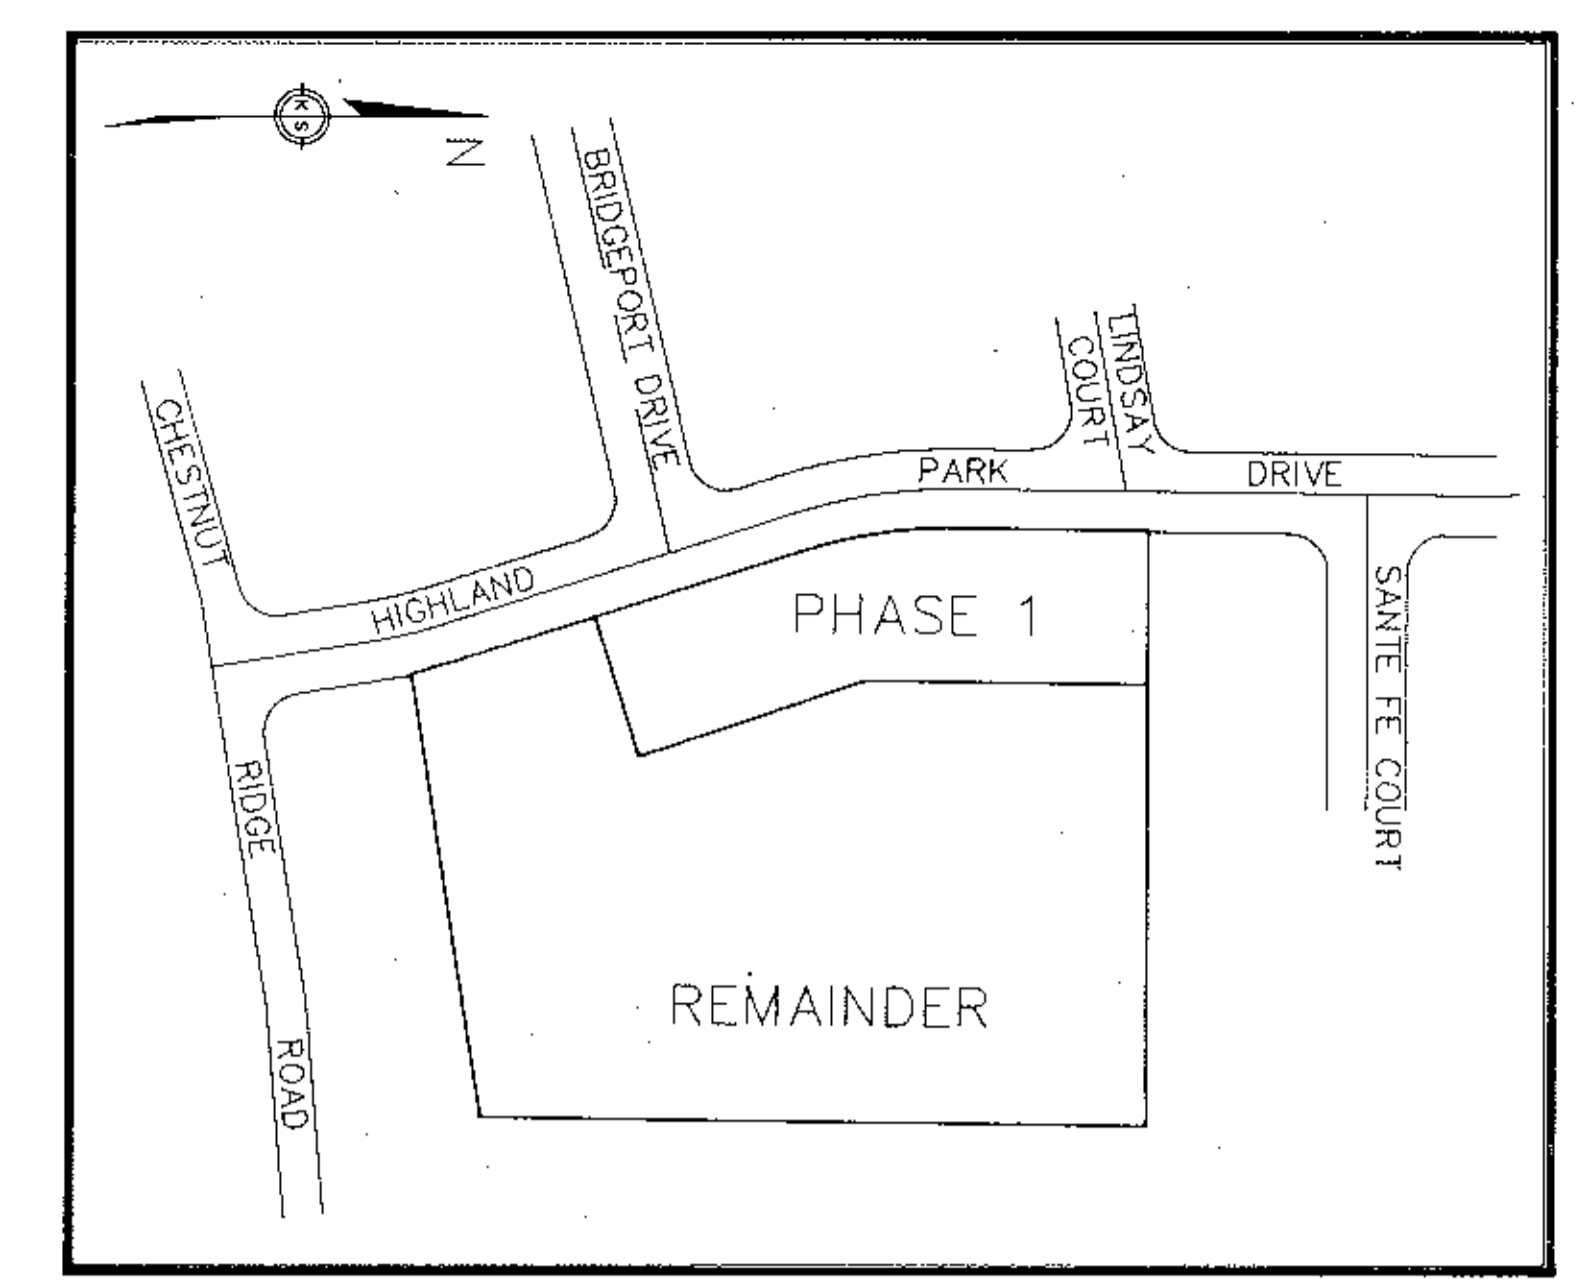 K S
N
BRIDGEPORT DRIVE
LINDSAY
COURT
CHESTNUT
RIDGE
ROAD
HIGHLAND
PARK
DRIVE
SANTE FE COURT
PHASE 1
REMAINDER